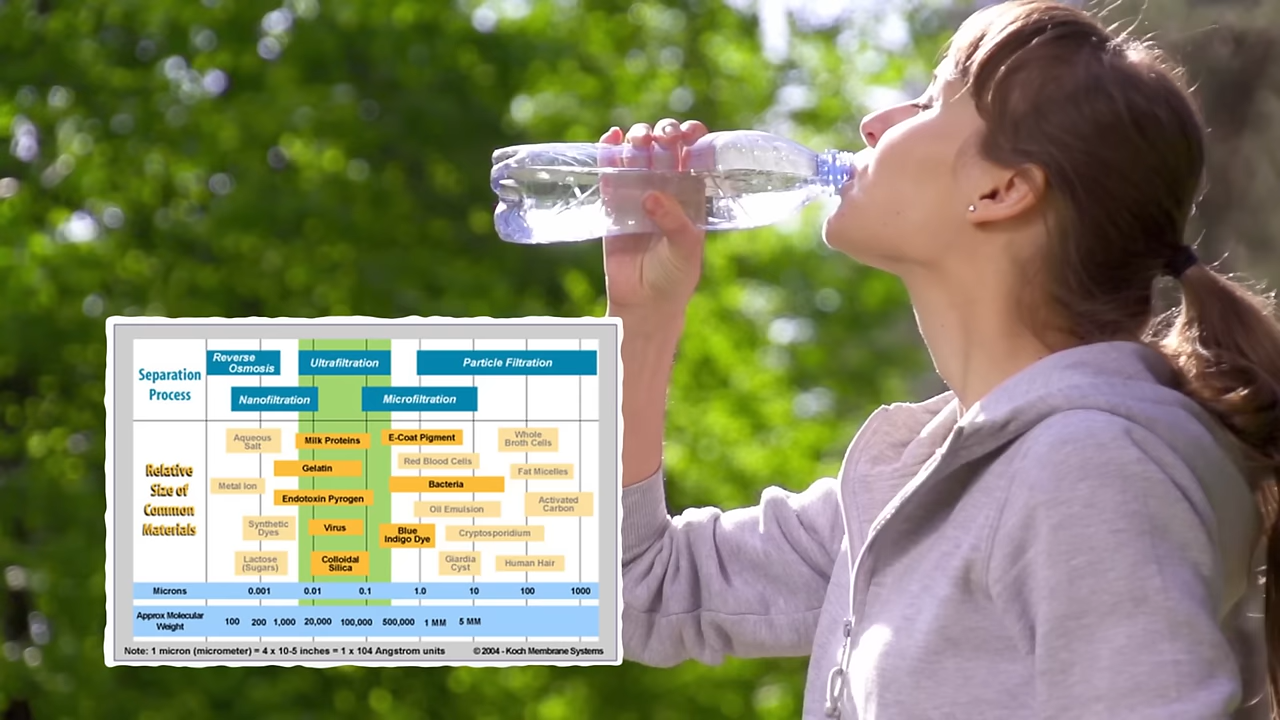 Reverse
Osmosis
Ultrafiltration
Particle Filtration
Separation
Process
Nanofiltration
Microfiltration
Aqueous
Salt
Milk Proteins
E-Coat Pigment
Whole
Broth Cells
Gelatin
Red Blood Cells
Fat Micelles
Relative
Size of
Common
Materials
Metal Ion
Bacteria
Endotoxin Pyrogen
Oil Emulsion
Activated
Carbon
Synthetic
Dyes
Virus
Blue
Indigo Dye
Cryptosporidium
Lactose
(Sugars)
Colloidal
Silica
Giardia
Cyst
Human Hair
Microns 0.001 0.01 0.1 1.0 10 100 1000
Approx Molecular
Weight
100 200 1,000 20,000 100,000 500,000 1 MM 5 MM
Note: 1 micron (micrometer) = 4 x 10-5 inches = 1 x 104 Angstrom units © 2004 - Koch Membrane Systems